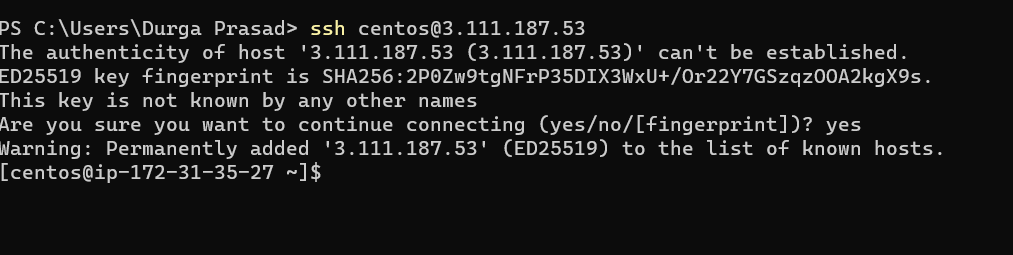 PS C:\Users\Durga Prasad> ssh centos@3.111.187.53
The authenticity of host '3.111.187.53 (3.111.187.53)' can't be established.
ED25519 key fingerprint is SHA256:2P0Zw9tgNFrP35DIX3WxU+/Or22Y7GSzqzOOA2kgX9s.
This key is not known by any other names
Are you sure you want to continue connecting (yes/no/[fingerprint])? yes
Warning: Permanently added '3.111.187.53' (ED25519) to the list of known hosts.
[centos@ip-172-31-35-27 ~]$